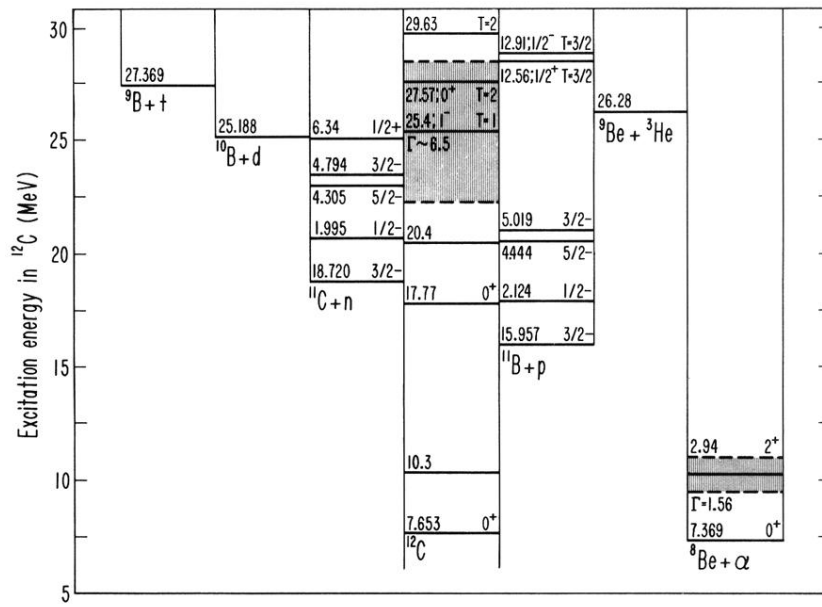 Excitation energy in ¹²C (MeV)
30
25
20
15
10
5
27.369
⁹B+t
25.188
¹⁰B+d
6.34 1/2+
4.794 3/2-
4.305 5/2-
1.995 1/2-
18.720 3/2-
¹¹C+n
29.63 T=2
27.57;0⁺ T=2
25.4;1⁻ T=1
Γ~6.5
20.4
17.77 0⁺
10.3
7.653 0⁺
¹²C
12.91;1/2⁻ T=3/2
12.56;1/2⁺ T=3/2
5.019 3/2-
4.444 5/2-
2.124 1/2-
15.957 3/2-
¹¹B+p
26.28
⁹Be+³He
2.94 2⁺
Γ=1.56
7.369 0⁺
⁸Be+α